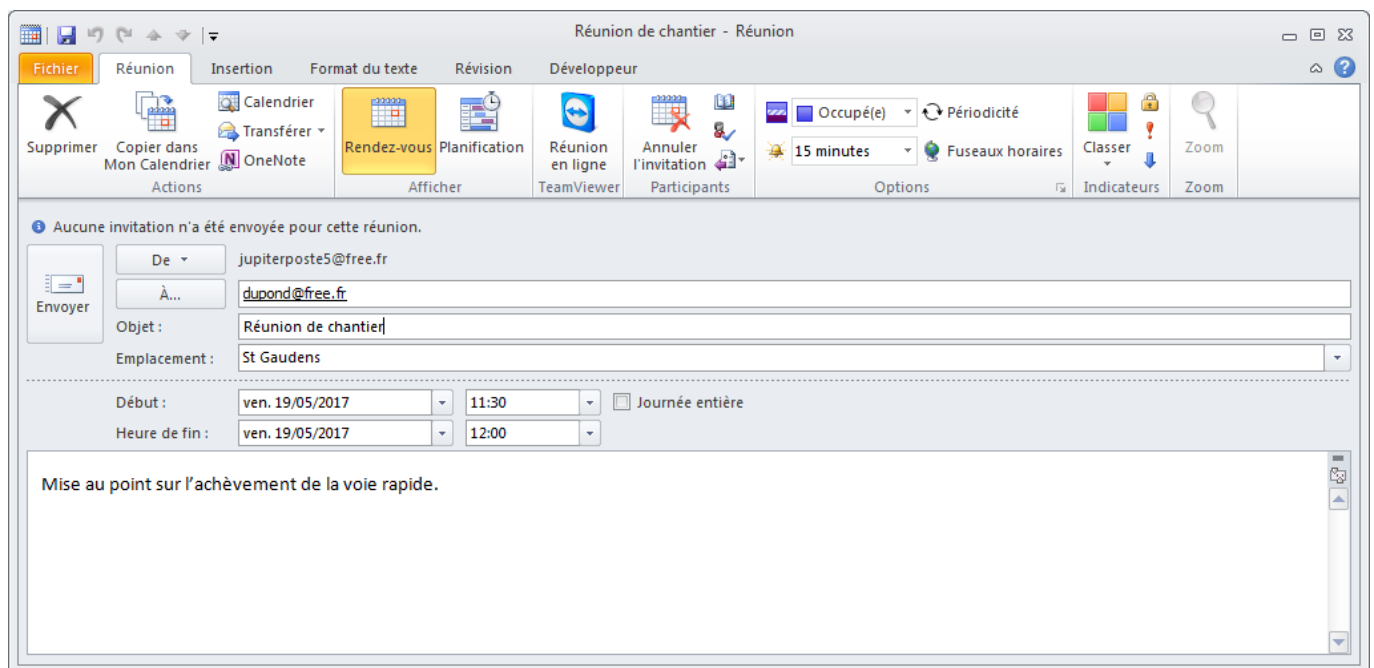 Réunion de chantier - Réunion
Fichier Réunion Insertion Format du texte Révision Développeur
Supprimer
Copier dans
Mon Calendrier
Calendrier
Transférer
OneNote
Actions
Rendez-vous
Planification
Afficher
Réunion
en ligne
TeamViewer
Annuler
l'invitation
Participants
Occupé(e)
Périodicité
15 minutes
Fuseaux horaires
Options
Classer
Indicateurs
Zoom
Zoom
Aucune invitation n'a été envoyée pour cette réunion.
Envoyer
De jupiterposte5@free.fr
À... dupond@free.fr
Objet : Réunion de chantier
Emplacement : St Gaudens
Début : ven. 19/05/2017 11:30 Journée entière
Heure de fin : ven. 19/05/2017 12:00
Mise au point sur l’achèvement de la voie rapide.